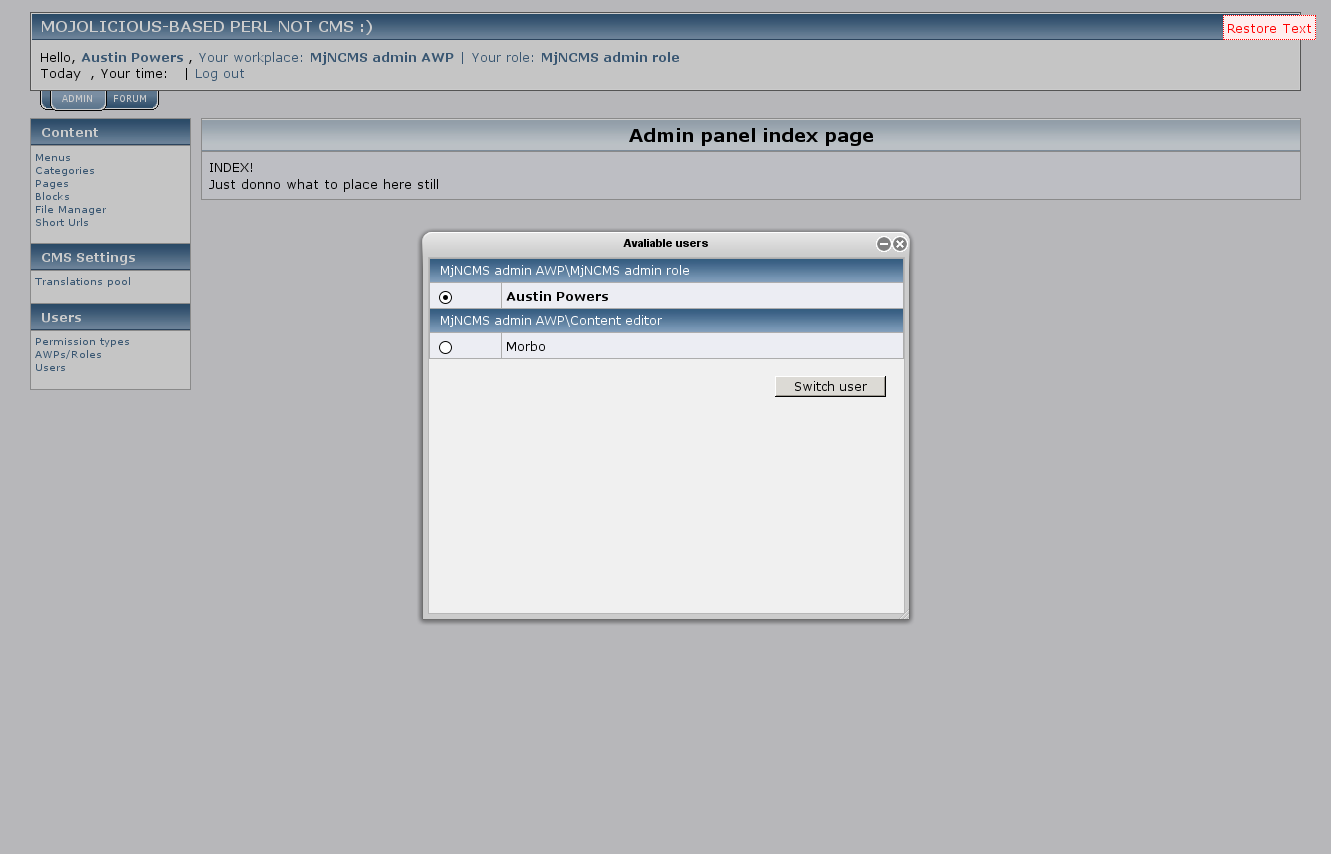 MOJOLICIOUS-BASED PERL NOT CMS :)
Restore Text
Hello, Austin Powers , Your workplace: MjNCMS admin AWP | Your role: MjNCMS admin role
Today , Your time: | Log out
ADMIN FORUM
Content
Menus
Categories
Pages
Blocks
File Manager
Short Urls
CMS Settings
Translations pool
Users
Permission types
AWPs/Roles
Users
Admin panel index page
INDEX!
Just donno what to place here still
Avaliable users
MjNCMS admin AWP\MjNCMS admin role
Austin Powers
MjNCMS admin AWP\Content editor
Morbo
Switch user